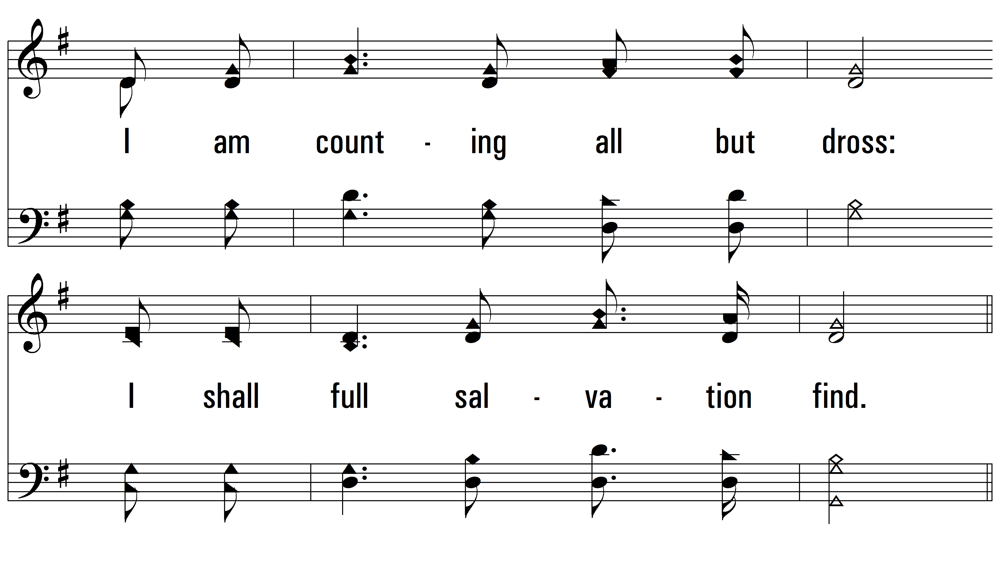 I am count - ing all but dross:
I shall full sal - va - tion find.